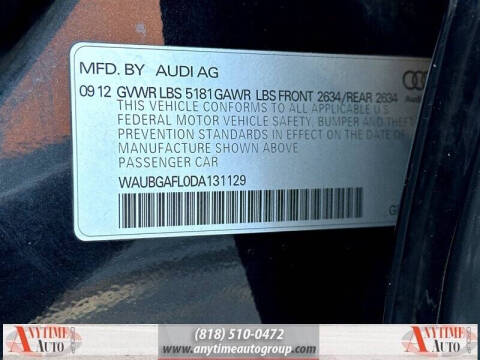 MFD. BY AUDI AG
09 12 GVWR LBS 5181 GAWR LBS FRONT 2634/REAR 2634
THIS VEHICLE CONFORMS TO ALL APPLICABLE U.S.
FEDERAL MOTOR VEHICLE SAFETY, BUMPER, AND THEFT
PREVENTION STANDARDS IN EFFECT ON THE DATE OF
MANUFACTURE SHOWN ABOVE.
PASSENGER CAR
WAUBGAFL0DA131129
ANYTIME AUTO
(818) 510-0472
www.anytimeautogroup.com
ANYTIME AUTO